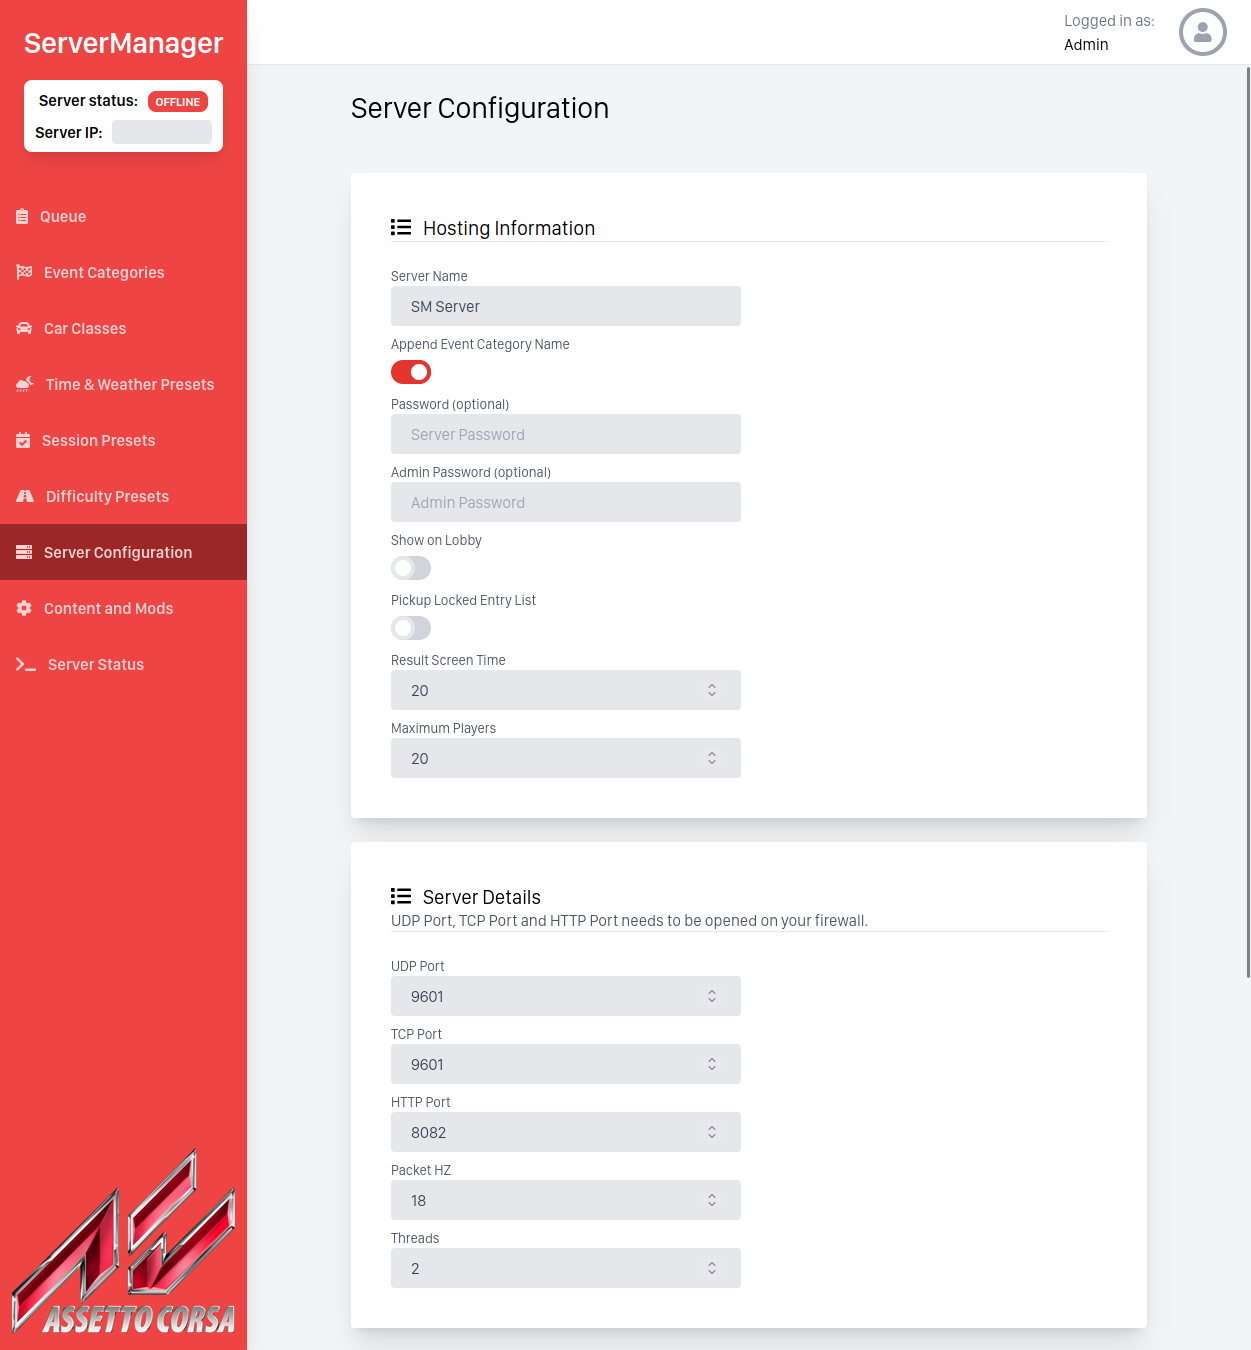 ServerManager
Server status: OFFLINE
Server IP:
Queue
Event Categories
Car Classes
Time & Weather Presets
Session Presets
Difficulty Presets
Server Configuration
Content and Mods
Server Status
ASSETTO CORSA
Logged in as:
Admin
Server Configuration
Hosting Information
Server Name
SM Server
Append Event Category Name
Password (optional)
Server Password
Admin Password (optional)
Admin Password
Show on Lobby
Pickup Locked Entry List
Result Screen Time
20
Maximum Players
20
Server Details
UDP Port, TCP Port and HTTP Port needs to be opened on your firewall.
UDP Port
9601
TCP Port
9601
HTTP Port
8082
Packet HZ
18
Threads
2